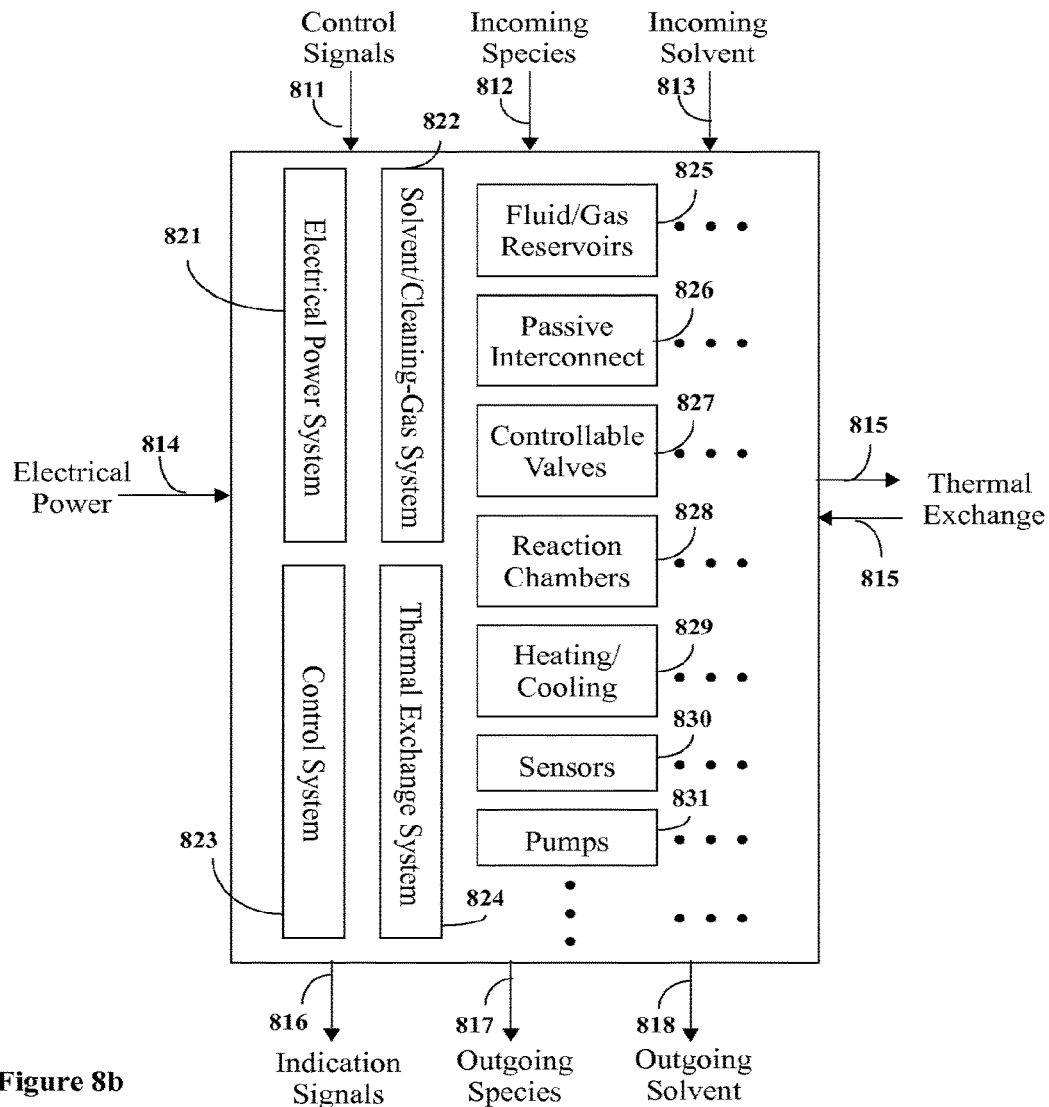 Control
Signals
Incoming
Species
Incoming
Solvent
811
812
813
822
825
821
Electrical Power System
Solvent/Cleaning-Gas System
Fluid/Gas
Reservoirs
826
Passive
Interconnect
827
Controllable
Valves
814
Electrical
Power
815
Thermal
Exchange
815
828
Reaction
Chambers
829
Heating/
Cooling
830
Sensors
831
Pumps
Control System
Thermal Exchange System
823
824
816
817
818
Indication
Signals
Outgoing
Species
Outgoing
Solvent
Figure 8b